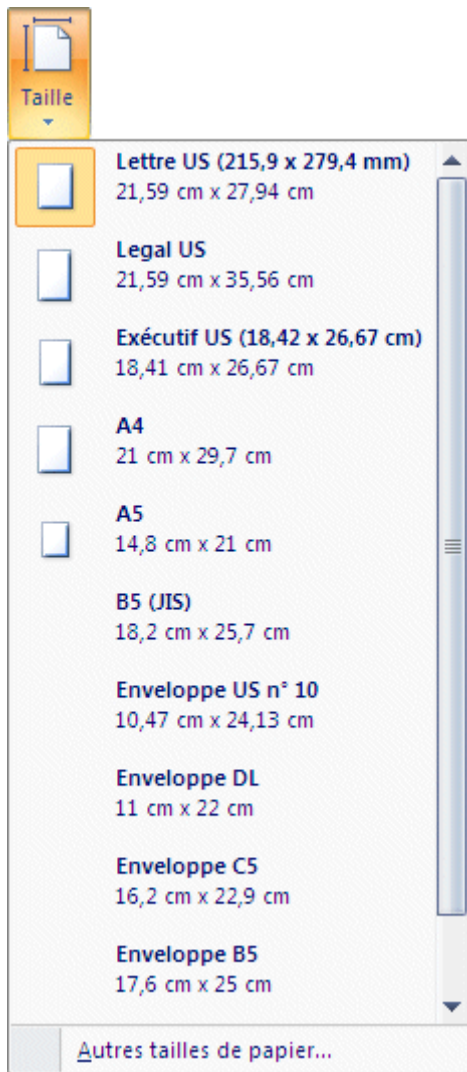 Taille
Lettre US (215,9 x 279,4 mm)
21,59 cm x 27,94 cm
Legal US
21,59 cm x 35,56 cm
Exécutif US (18,42 x 26,67 cm)
18,41 cm x 26,67 cm
A4
21 cm x 29,7 cm
A5
14,8 cm x 21 cm
B5 (JIS)
18,2 cm x 25,7 cm
Enveloppe US n° 10
10,47 cm x 24,13 cm
Enveloppe DL
11 cm x 22 cm
Enveloppe C5
16,2 cm x 22,9 cm
Enveloppe B5
17,6 cm x 25 cm
Autres tailles de papier...